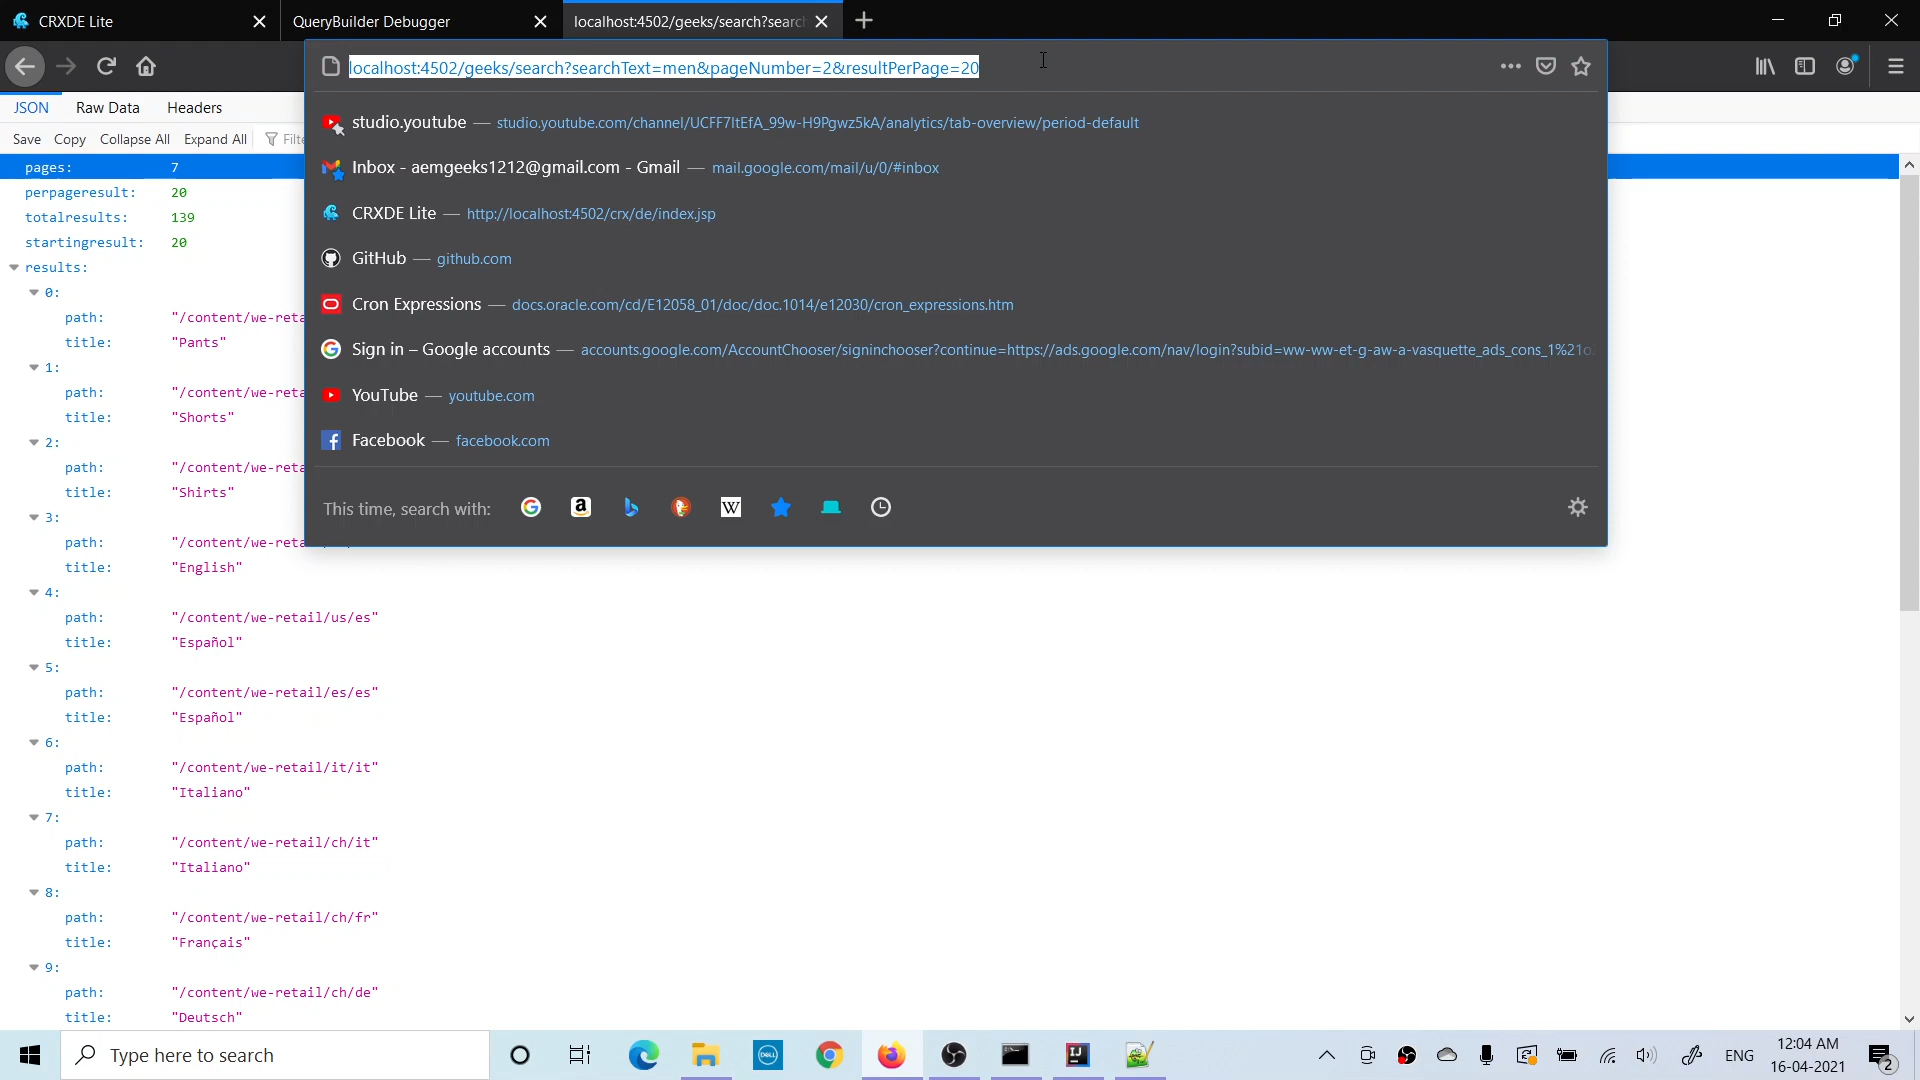 CRXDE Lite
QueryBuilder Debugger
localhost:4502/geeks/search?search
localhost:4502/geeks/search?searchText=men&pageNumber=2&resultPerPage=20
JSON Raw Data Headers
Save Copy Collapse All Expand All
studio.youtube — studio.youtube.com/channel/UCFF7ItEfA_99w-H9Pgwz5kA/analytics/tab-overview/period-default
Inbox - aemgeeks1212@gmail.com - Gmail — mail.google.com/mail/u/0/#inbox
CRXDE Lite — http://localhost:4502/crx/de/index.jsp
GitHub — github.com
Cron Expressions — docs.oracle.com/cd/E12058_01/doc/doc.1014/e12030/cron_expressions.htm
Sign in – Google accounts — accounts.google.com/AccountChooser/signinchooser?continue=https://ads.google.com/nav/login?subid=ww-ww-et-g-aw-a-vasquette_ads_cons_1%21o
YouTube — youtube.com
Facebook — facebook.com
This time, search with:
pages: 7
perpageresult: 20
totalresults: 139
startingresult: 20
results:
0:
path: "/content/we-reta
title: "Pants"
1:
path: "/content/we-reta
title: "Shorts"
2:
path: "/content/we-reta
title: "Shirts"
3:
path: "/content/we-reta
title: "English"
4:
path: "/content/we-retail/us/es"
title: "Español"
5:
path: "/content/we-retail/es/es"
title: "Español"
6:
path: "/content/we-retail/it/it"
title: "Italiano"
7:
path: "/content/we-retail/ch/it"
title: "Italiano"
8:
path: "/content/we-retail/ch/fr"
title: "Français"
9:
path: "/content/we-retail/ch/de"
title: "Deutsch"
Type here to search
DELL
ENG
12:04 AM
16-04-2021
2